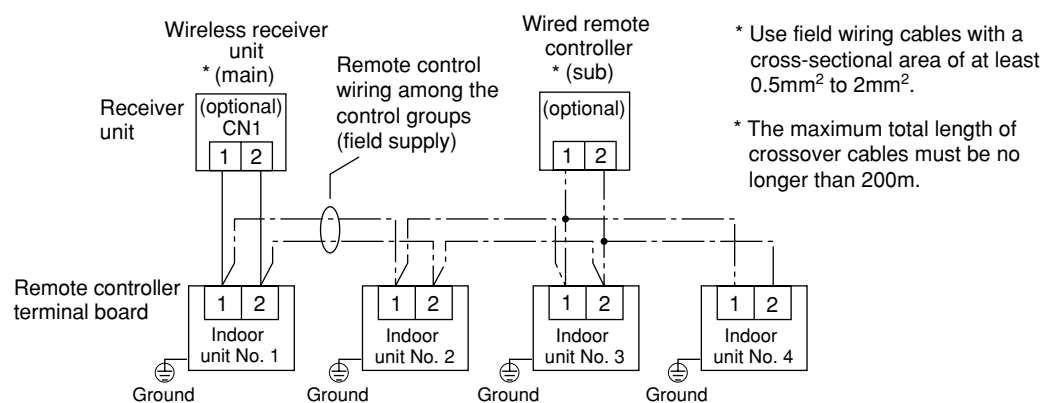 Wireless receiver
unit
* (main)
Receiver
unit
(optional)
CN1
1 2
Remote control
wiring among the
control groups
(field supply)
Wired remote
controller
* (sub)
(optional)
1 2
* Use field wiring cables with a
cross-sectional area of at least
0.5mm² to 2mm².
* The maximum total length of
crossover cables must be no
longer than 200m.
Remote controller
terminal board
1 2
Indoor
unit No. 1
Ground
1 2
Indoor
unit No. 2
Ground
1 2
Indoor
unit No. 3
Ground
1 2
Indoor
unit No. 4
Ground